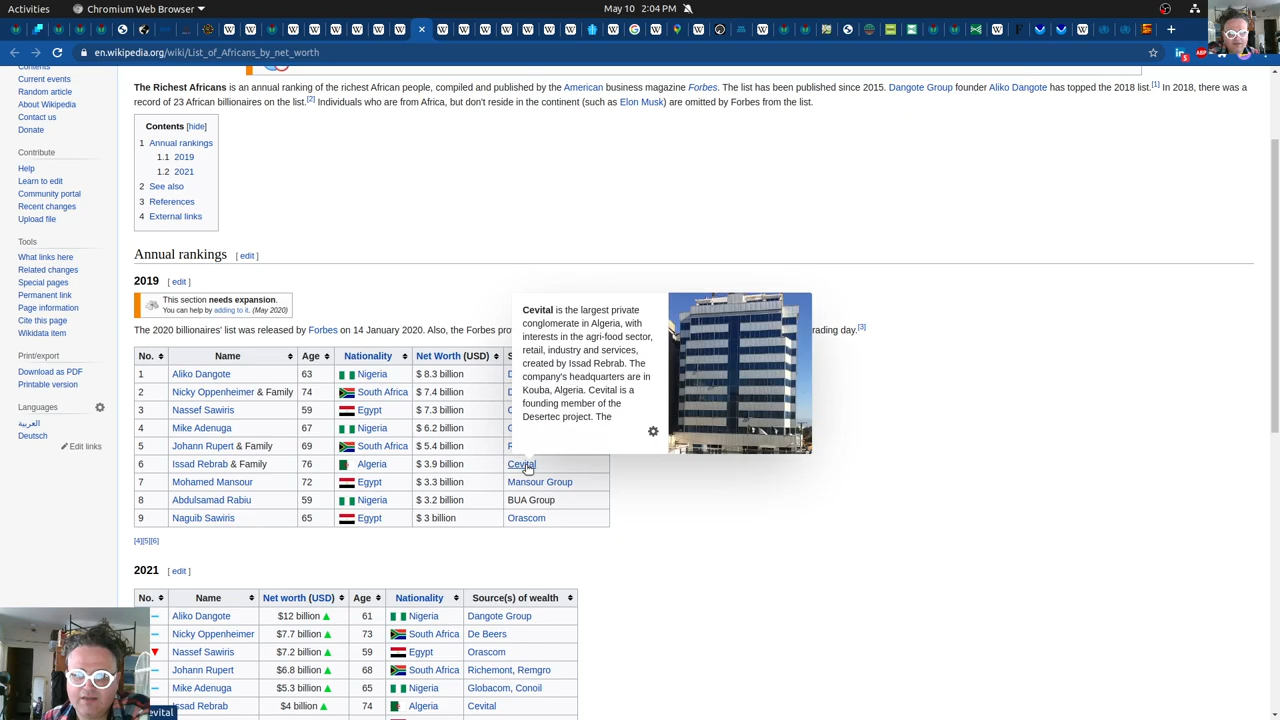 Activities
Chromium Web Browser
May 10 2:04 PM
en.wikipedia.org/wiki/List_of_Africans_by_net_worth
5
ABP
Contents
Current events
Random article
About Wikipedia
Contact us
Donate
Contribute
Help
Learn to edit
Community portal
Recent changes
Upload file
Tools
What links here
Related changes
Special pages
Permanent link
Page information
Cite this page
Wikidata item
Print/export
Download as PDF
Printable version
Languages
العربية
Deutsch
Edit links
The Richest Africans is an annual ranking of the richest African people, compiled and published by the American business magazine Forbes. The list has been published since 2015. Dangote Group founder Aliko Dangote has topped the 2018 list.[1] In 2018, there was a
record of 23 African billionaires on the list.[2] Individuals who are from Africa, but don't reside in the continent (such as Elon Musk) are omitted by Forbes from the list.
Contents [hide]
1 Annual rankings
1.1 2019
1.2 2021
2 See also
3 References
4 External links
Annual rankings [ edit ]
2019 [ edit ]
This section needs expansion.
You can help by adding to it. (May 2020)
The 2020 billionaires' list was released by Forbes on 14 January 2020. Also, the Forbes pro rading day.[3]
No. Name Age Nationality Net Worth (USD) S
1 Aliko Dangote 63 Nigeria $ 8.3 billion D
2 Nicky Oppenheimer & Family 74 South Africa $ 7.4 billion D
3 Nassef Sawiris 59 Egypt $ 7.3 billion
4 Mike Adenuga 67 Nigeria $ 6.2 billion
5 Johann Rupert & Family 69 South Africa $ 5.4 billion
6 Issad Rebrab & Family 76 Algeria $ 3.9 billion Cevital
7 Mohamed Mansour 72 Egypt $ 3.3 billion Mansour Group
8 Abdulsamad Rabiu 59 Nigeria $ 3.2 billion BUA Group
9 Naguib Sawiris 65 Egypt $ 3 billion Orascom
[4][5][6]
Cevital is the largest private
conglomerate in Algeria, with
interests in the agri-food sector,
retail, industry and services,
created by Issad Rebrab. The
company's headquarters are in
Kouba, Algeria. Cevital is a
founding member of the
Desertec project. The
2021 [ edit ]
No. Name Net worth (USD) Age Nationality Source(s) of wealth
Aliko Dangote $12 billion 61 Nigeria Dangote Group
Nicky Oppenheimer $7.7 billion 73 South Africa De Beers
Nassef Sawiris $7.2 billion 59 Egypt Orascom
Johann Rupert $6.8 billion 68 South Africa Richemont, Remgro
Mike Adenuga $5.3 billion 65 Nigeria Globacom, Conoil
Issad Rebrab $4 billion 74 Algeria Cevital
evital